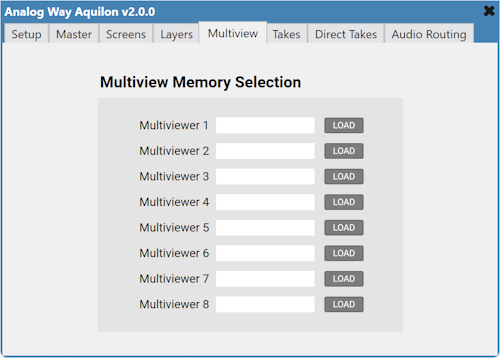 Analog Way Aquilon v2.0.0
Setup Master Screens Layers Multiview Takes Direct Takes Audio Routing
Multiview Memory Selection
Multiviewer 1 LOAD
Multiviewer 2 LOAD
Multiviewer 3 LOAD
Multiviewer 4 LOAD
Multiviewer 5 LOAD
Multiviewer 6 LOAD
Multiviewer 7 LOAD
Multiviewer 8 LOAD